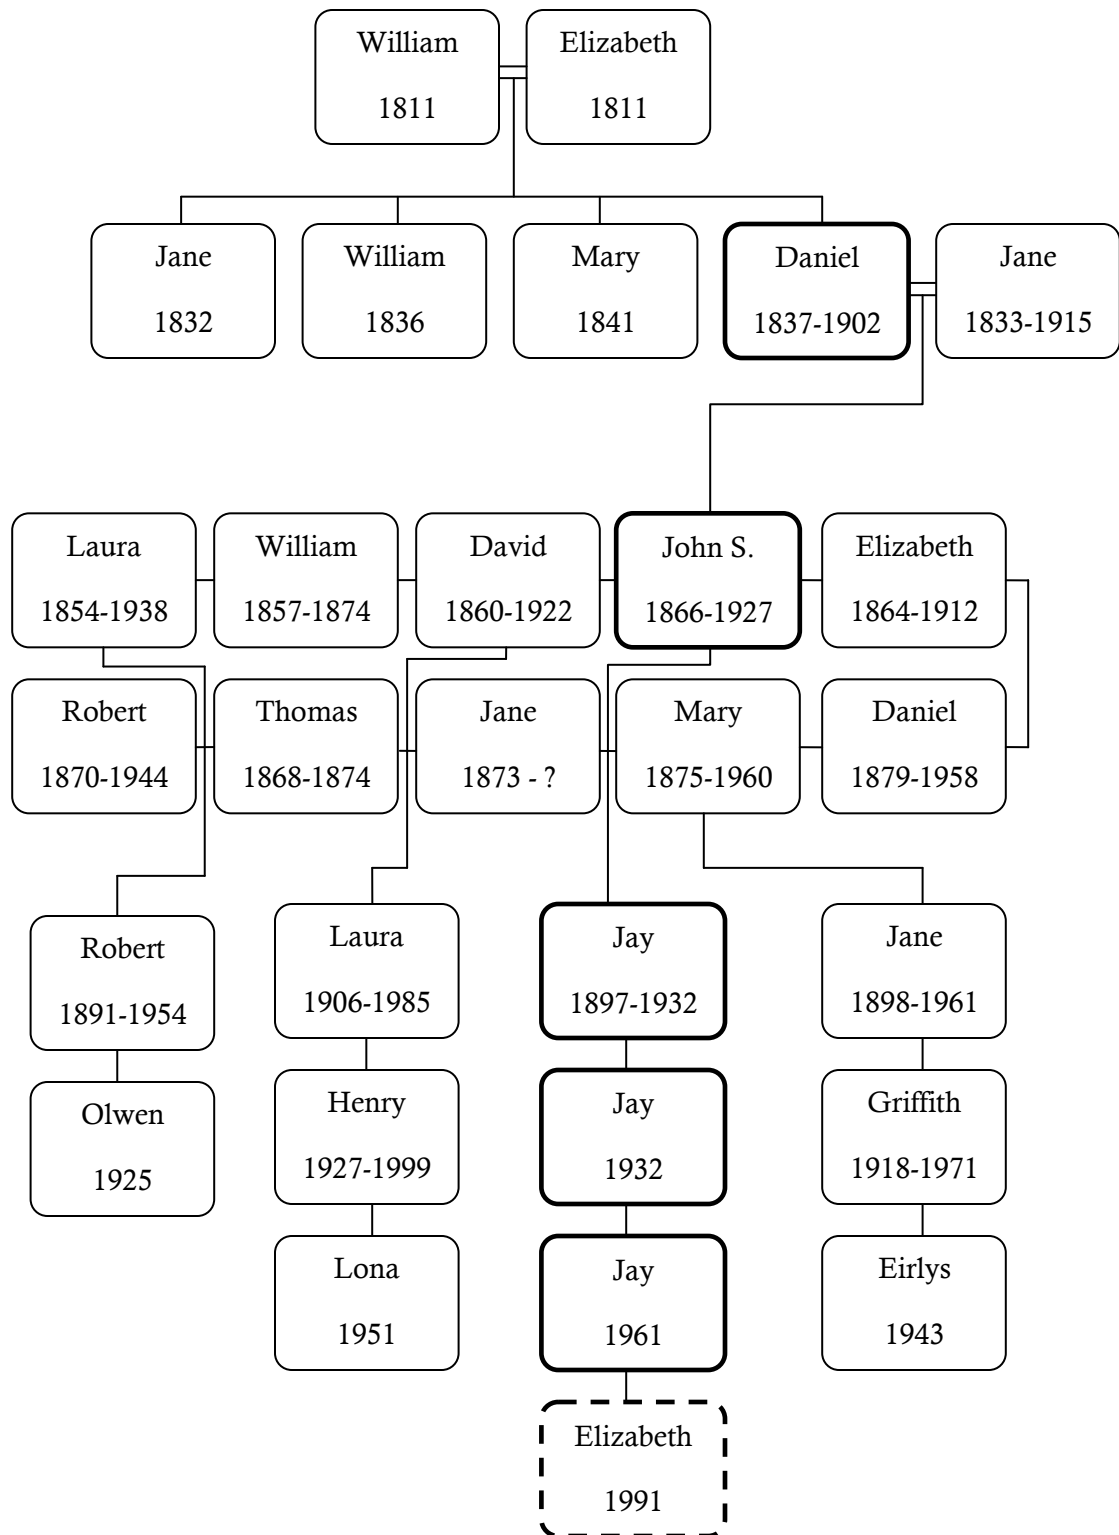 William
1811
Elizabeth
1811
Jane
1832
William
1836
Mary
1841
Daniel
1837-1902
Jane
1833-1915
Laura
1854-1938
William
1857-1874
David
1860-1922
John S.
1866-1927
Elizabeth
1864-1912
Robert
1870-1944
Thomas
1868-1874
Jane
1873 - ?
Mary
1875-1960
Daniel
1879-1958
Robert
1891-1954
Laura
1906-1985
Jay
1897-1932
Jane
1898-1961
Olwen
1925
Henry
1927-1999
Jay
1932
Griffith
1918-1971
Lona
1951
Jay
1961
Eirlys
1943
Elizabeth
1991